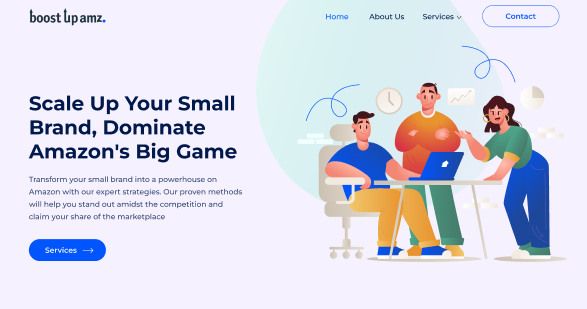 boost up amz.
Home About Us Services Contact
Scale Up Your Small
Brand, Dominate
Amazon's Big Game
Transform your small brand into a powerhouse on
Amazon with our expert strategies. Our proven methods
will help you stand out amidst the competition and
claim your share of the marketplace
Services